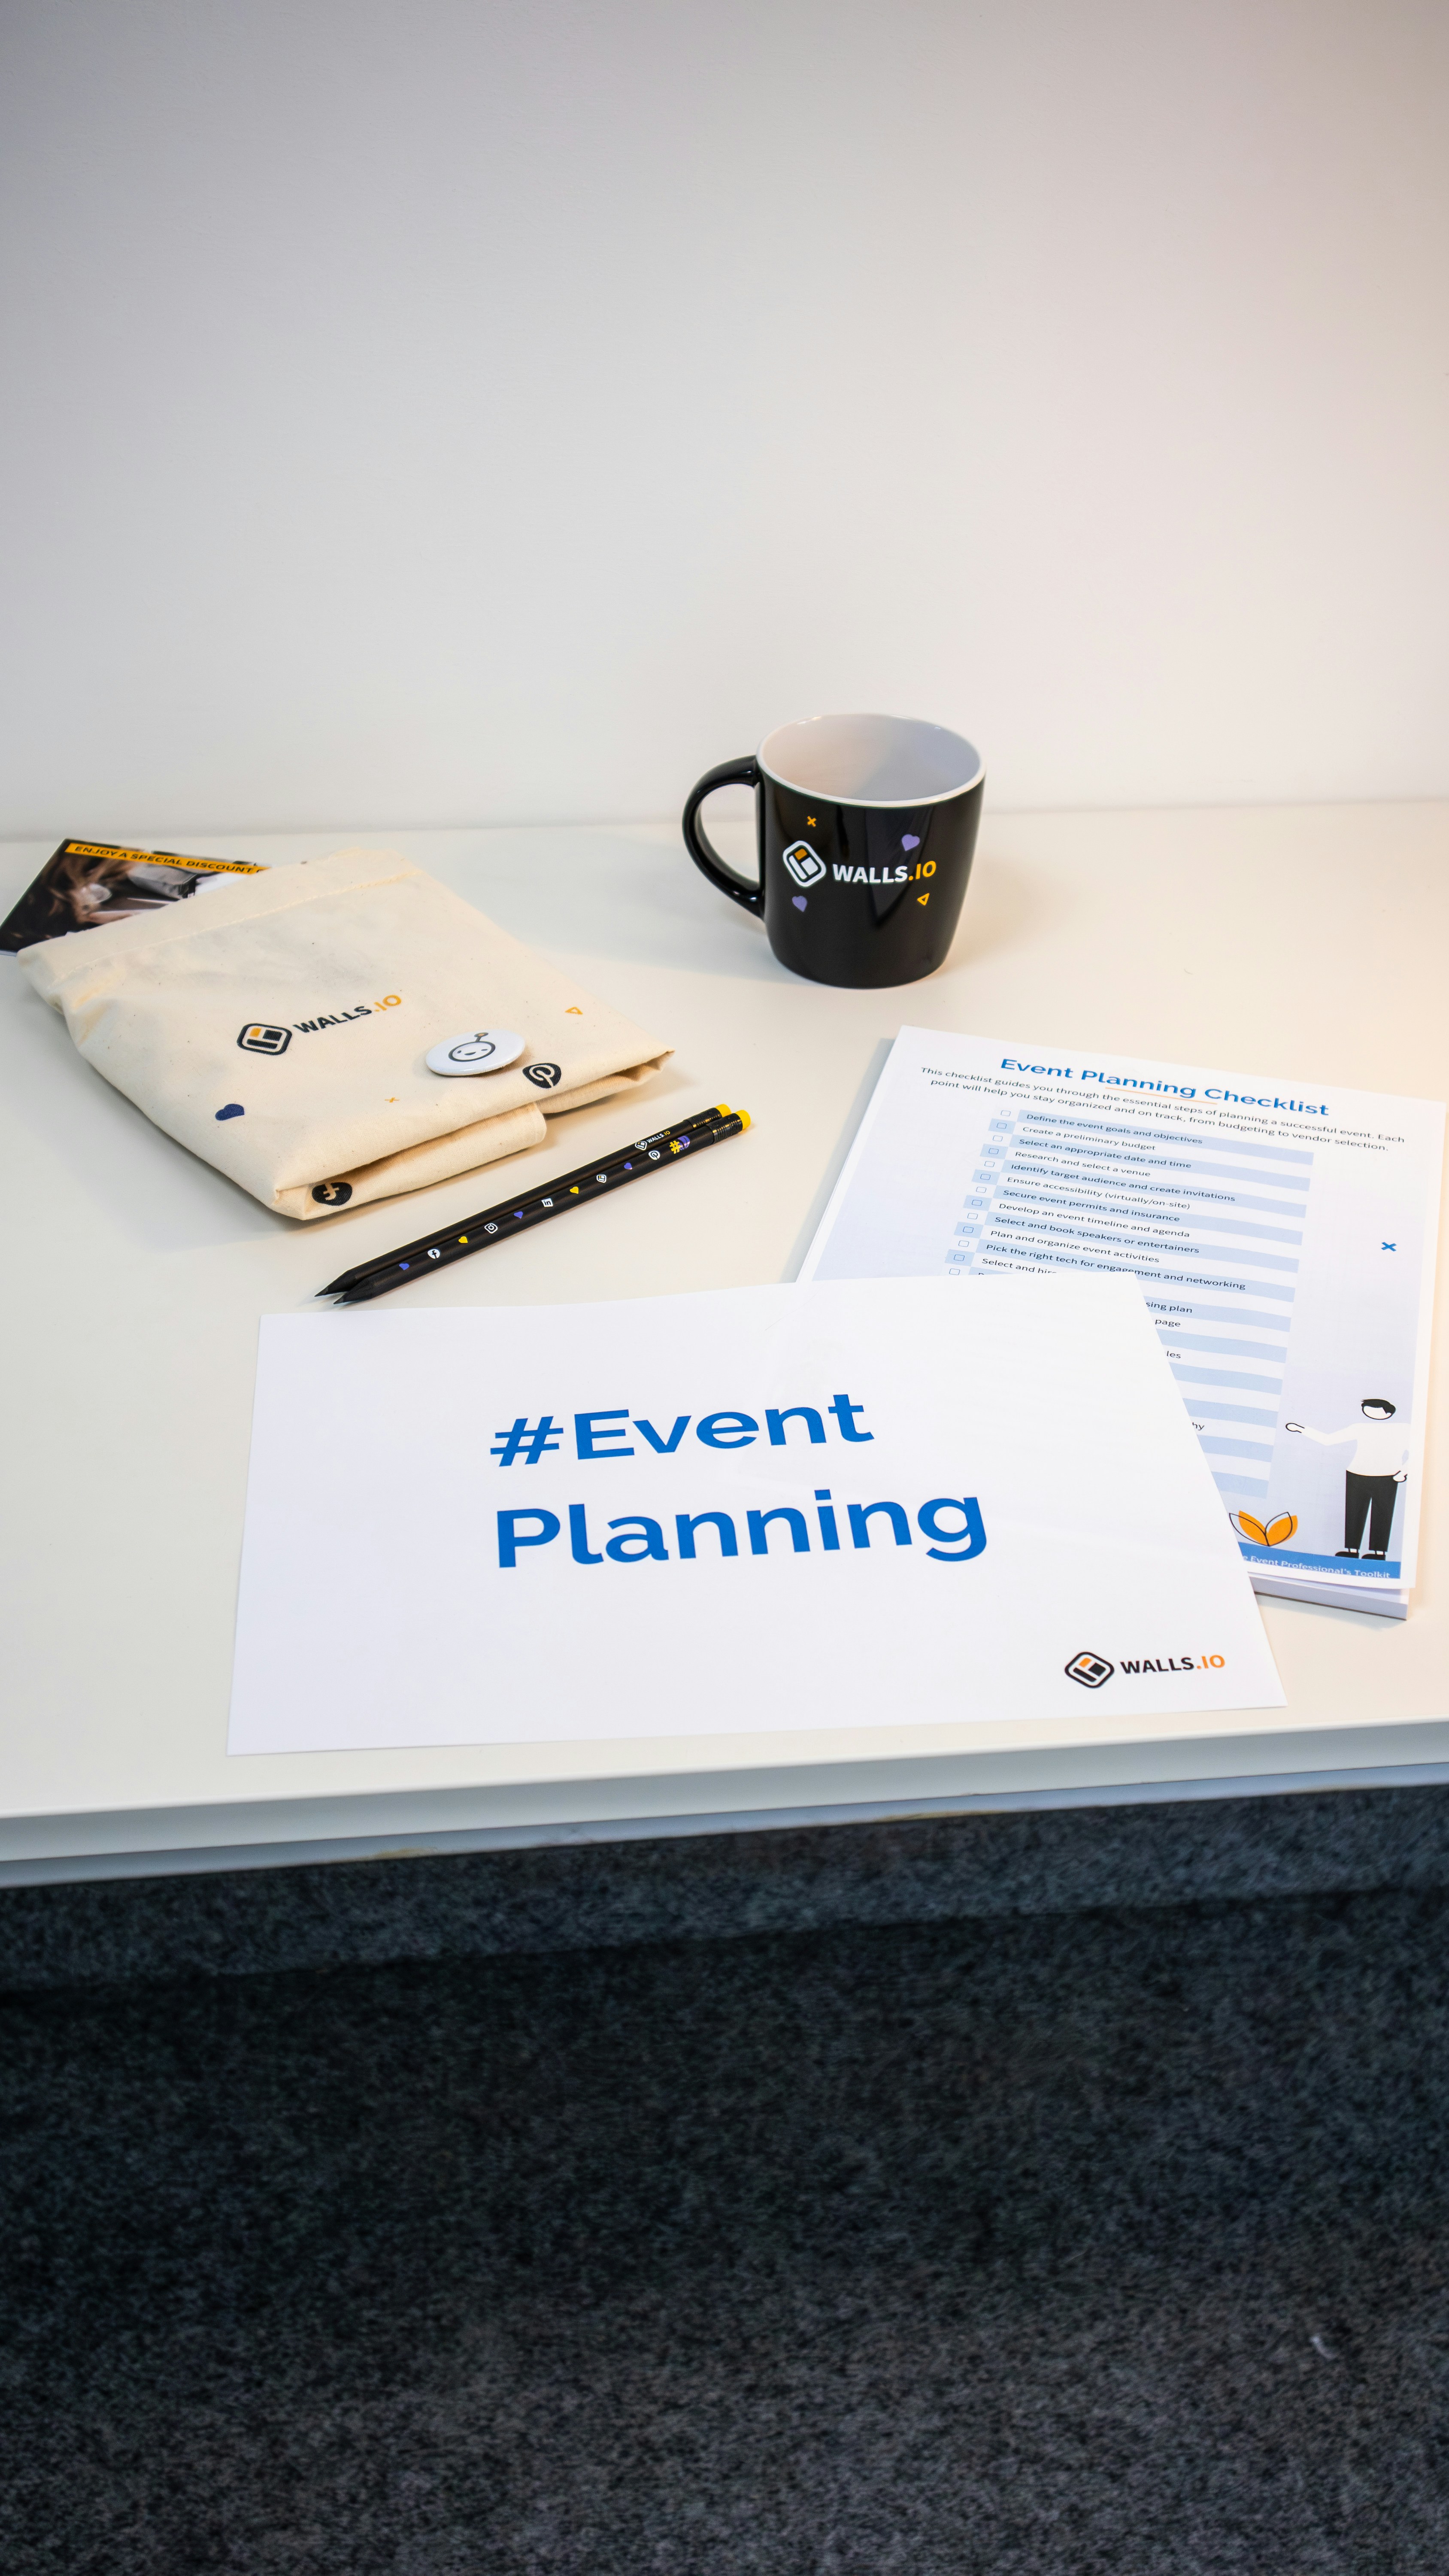 ENJOY A SPECIAL DISCOUNT
WALLS.IO
WALLS.IO
WALLS.IO
Event Planning Checklist
This checklist guides you through the essential steps of planning a successful event. Each
point will help you stay organized and on track, from budgeting to vendor selection.
Define the event goals and objectives
Create a preliminary budget
Select an appropriate date and time
Research and select a venue
Identify target audience and create invitations
Ensure accessibility (virtually/on-site)
Secure event permits and insurance
Develop an event timeline and agenda
Select and book speakers or entertainers
Plan and organize event activities
Pick the right tech for engagement and networking
Select and
plan
page
Event Professional's Toolkit
#Event
Planning
WALLS.IO